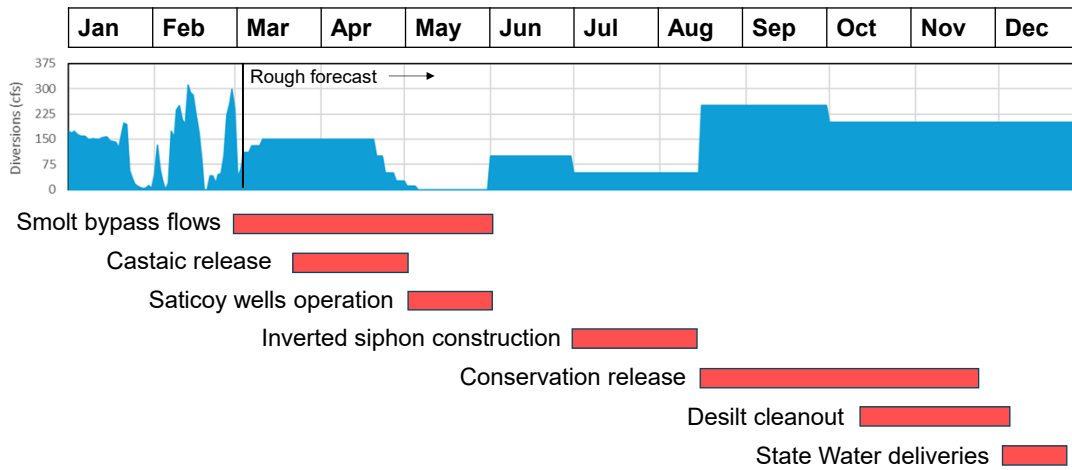 Jan Feb Mar Apr May Jun Jul Aug Sep Oct Nov Dec
Diversions (cfs)
375
300
225
150
75
0
Rough forecast
Smolt bypass flows
Castaic release
Saticoy wells operation
Inverted siphon construction
Conservation release
Desilt cleanout
State Water deliveries